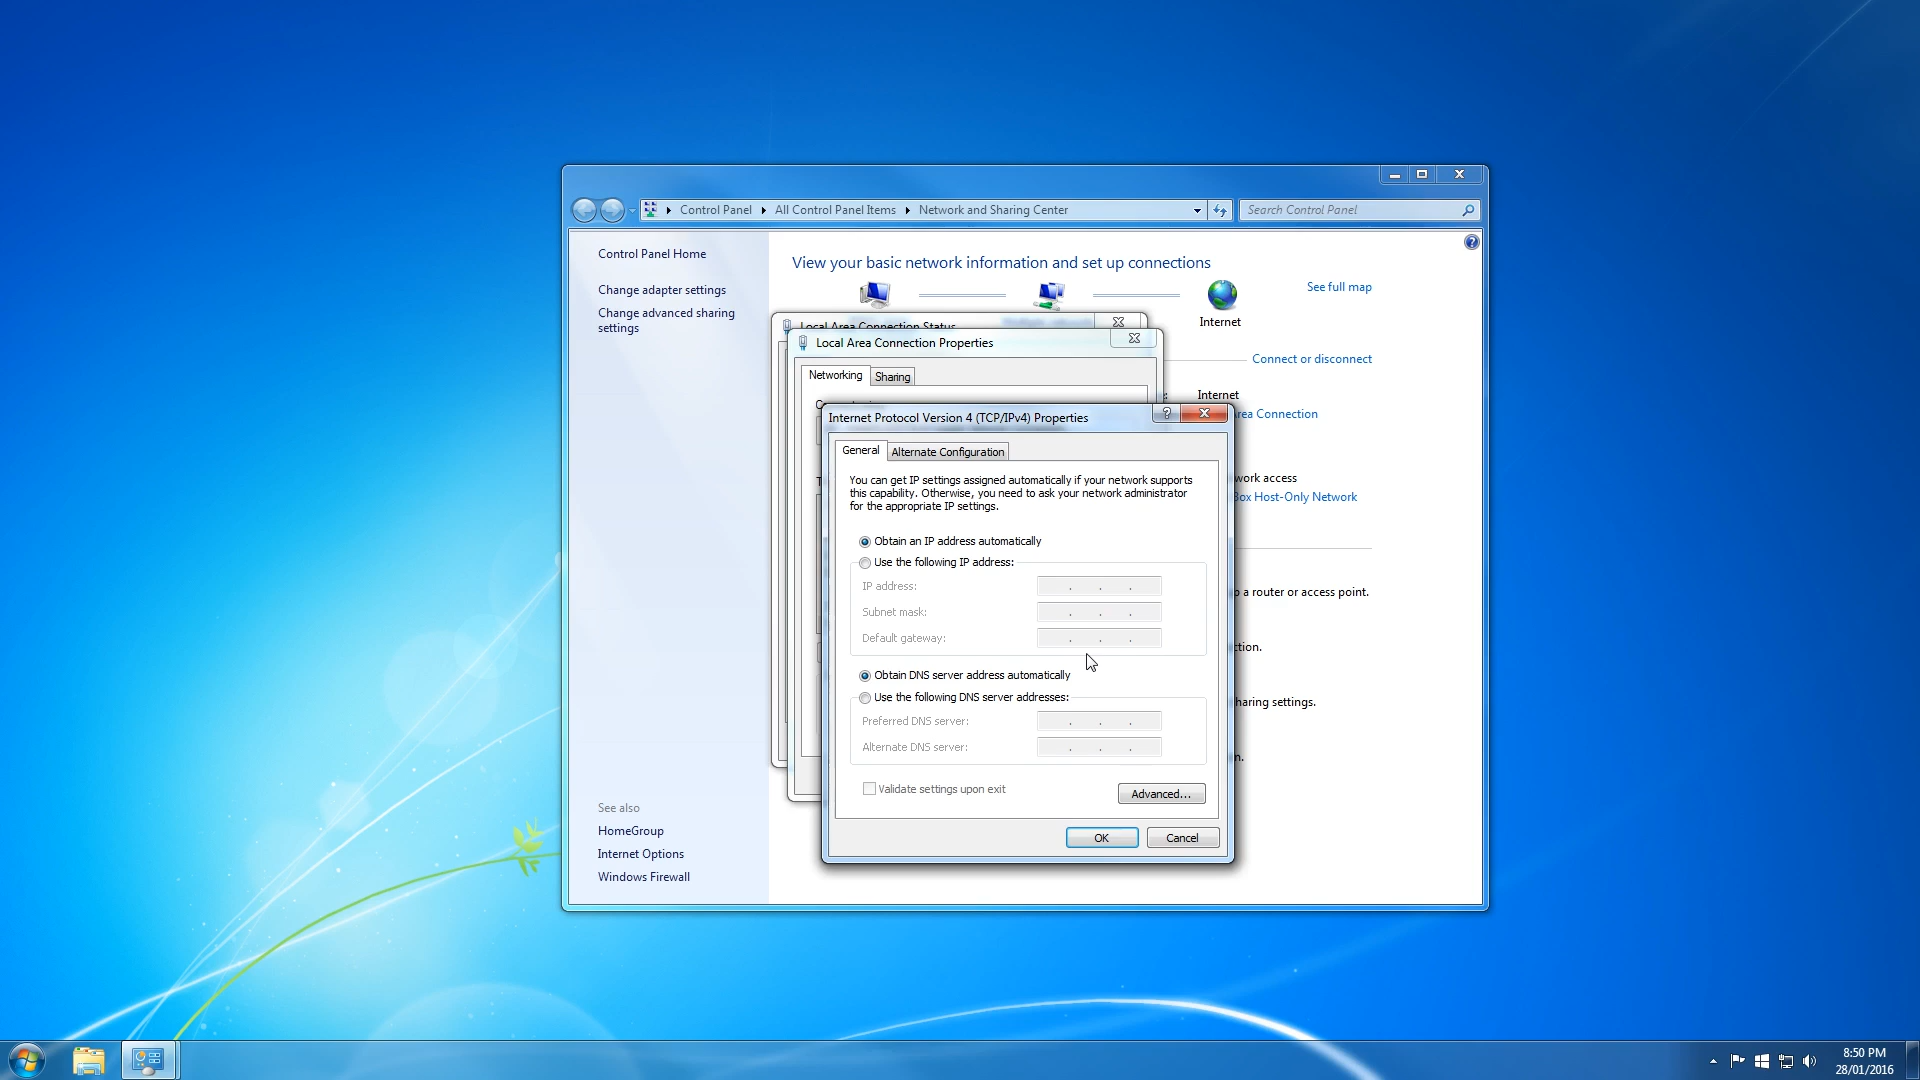 Control Panel
All Control Panel Items
Network and Sharing Center
Search Control Panel
Control Panel Home
Change adapter settings
Change advanced sharing
settings
View your basic network information and set up connections
See full map
Internet
Connect or disconnect
Internet
rea Connection
work access
Box Host-Only Network
a router or access point.
ction.
haring settings.
n.
See also
HomeGroup
Internet Options
Windows Firewall
Local Area Connection Status
Local Area Connection Properties
Networking
Sharing
Internet Protocol Version 4 (TCP/IPv4) Properties
General
Alternate Configuration
You can get IP settings assigned automatically if your network supports
this capability. Otherwise, you need to ask your network administrator
for the appropriate IP settings.
Obtain an IP address automatically
Use the following IP address:
IP address:
Subnet mask:
Default gateway:
Obtain DNS server address automatically
Use the following DNS server addresses:
Preferred DNS server:
Alternate DNS server:
Validate settings upon exit
Advanced...
OK
Cancel
8:50 PM
28/01/2016